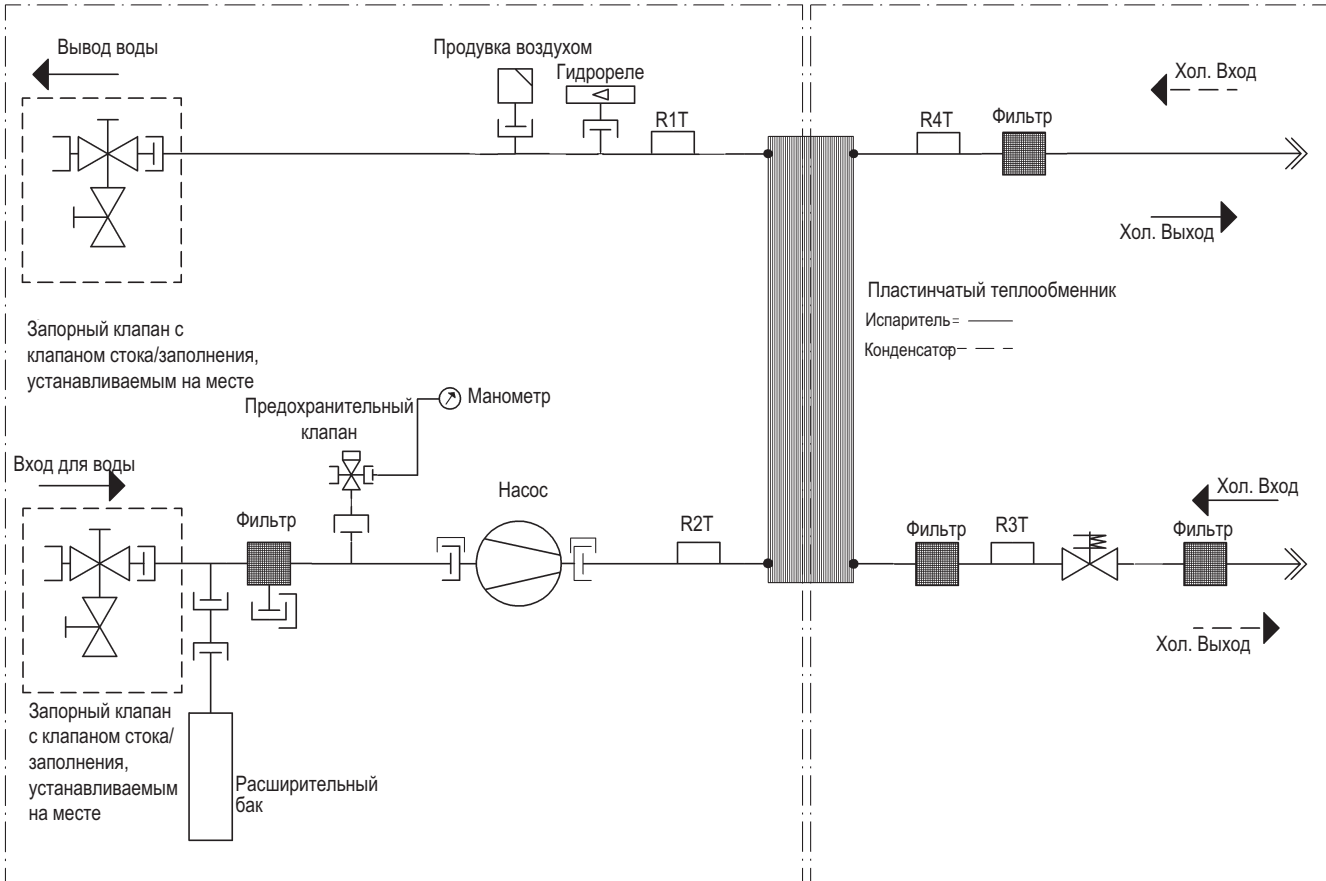 Вывод воды
Продувка воздухом
Гидрореле
R1T
R4T
Фильтр
Хол. Вход
Хол. Выход
Пластинчатый теплообменник
Испаритель=
Конденсатор=
Запорный клапан с
клапаном стока/заполнения,
устанавливаемым на месте
Предохранительный
клапан
Манометр
Вход для воды
Фильтр
Насос
R2T
Фильтр
R3T
Фильтр
Хол. Вход
Хол. Выход
Запорный клапан
с клапаном стока/
заполнения,
устанавливаемым
на месте
Расширительный
бак